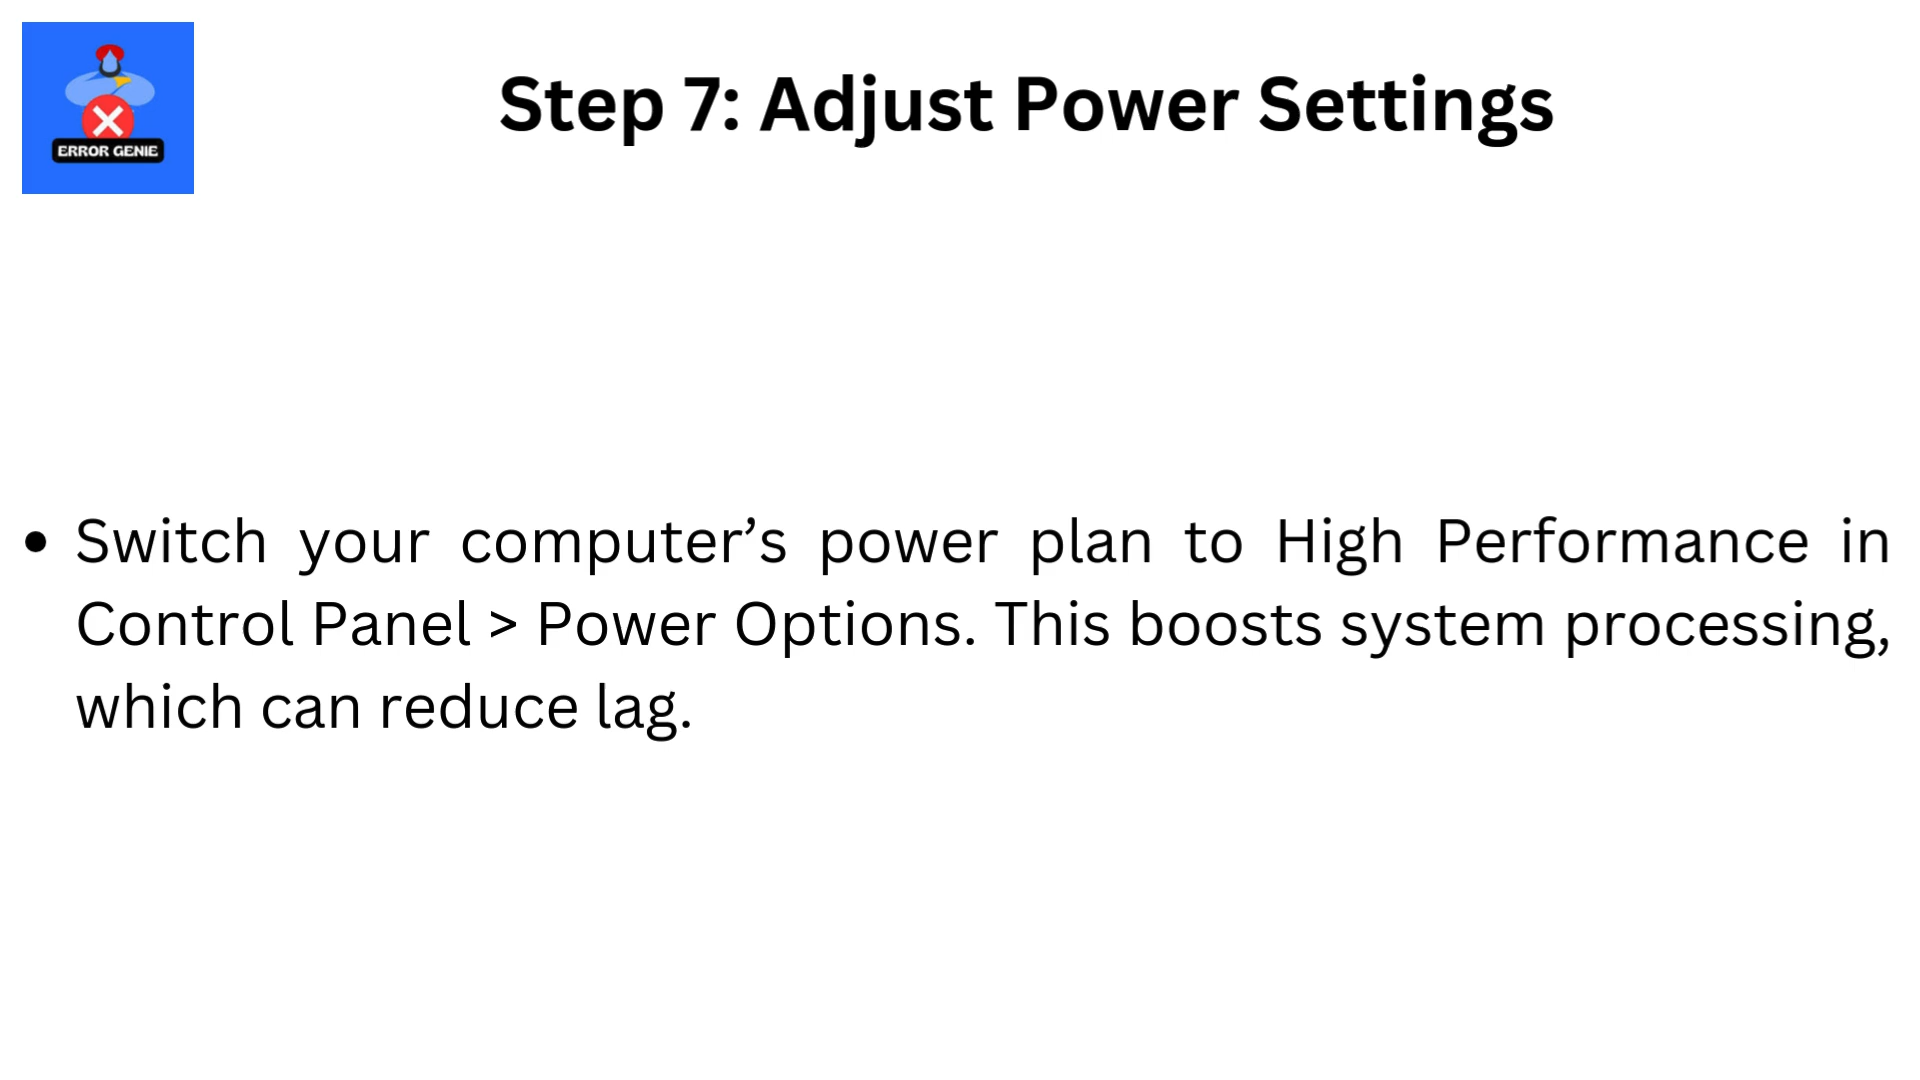 ERROR GENIE
Step 7: Adjust Power Settings
• Switch your computer’s power plan to High Performance in
Control Panel > Power Options. This boosts system processing,
which can reduce lag.